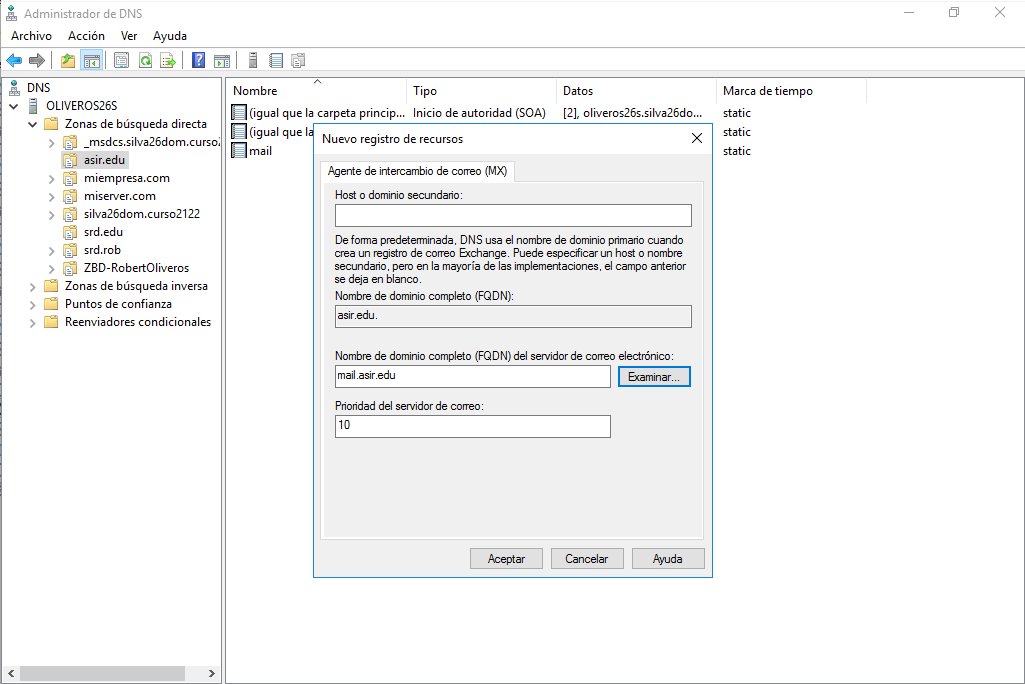 Administrador de DNS
Archivo Acción Ver Ayuda
DNS
OLIVEROS26S
Zonas de búsqueda directa
_msdcs.silva26dom.curso2
asir.edu
miempresa.com
miserver.com
silva26dom.curso2122
srd.edu
srd.rob
ZBD-RobertOliveros
Zonas de búsqueda inversa
Puntos de confianza
Reenviadores condicionales
Nombre Tipo Datos Marca de tiempo
(igual que la carpeta princip... Inicio de autoridad (SOA) [2], oliveros26s.silva26do... static
(igual que la static
mail static
Nuevo registro de recursos
Agente de intercambio de correo (MX)
Host o dominio secundario:
De forma predeterminada, DNS usa el nombre de dominio primario cuando
crea un registro de correo Exchange. Puede especificar un host o nombre
secundario, pero en la mayoría de las implementaciones, el campo anterior
se deja en blanco.
Nombre de dominio completo (FQDN):
asir.edu.
Nombre de dominio completo (FQDN) del servidor de correo electrónico:
mail.asir.edu
Examinar...
Prioridad del servidor de correo:
10
Aceptar Cancelar Ayuda